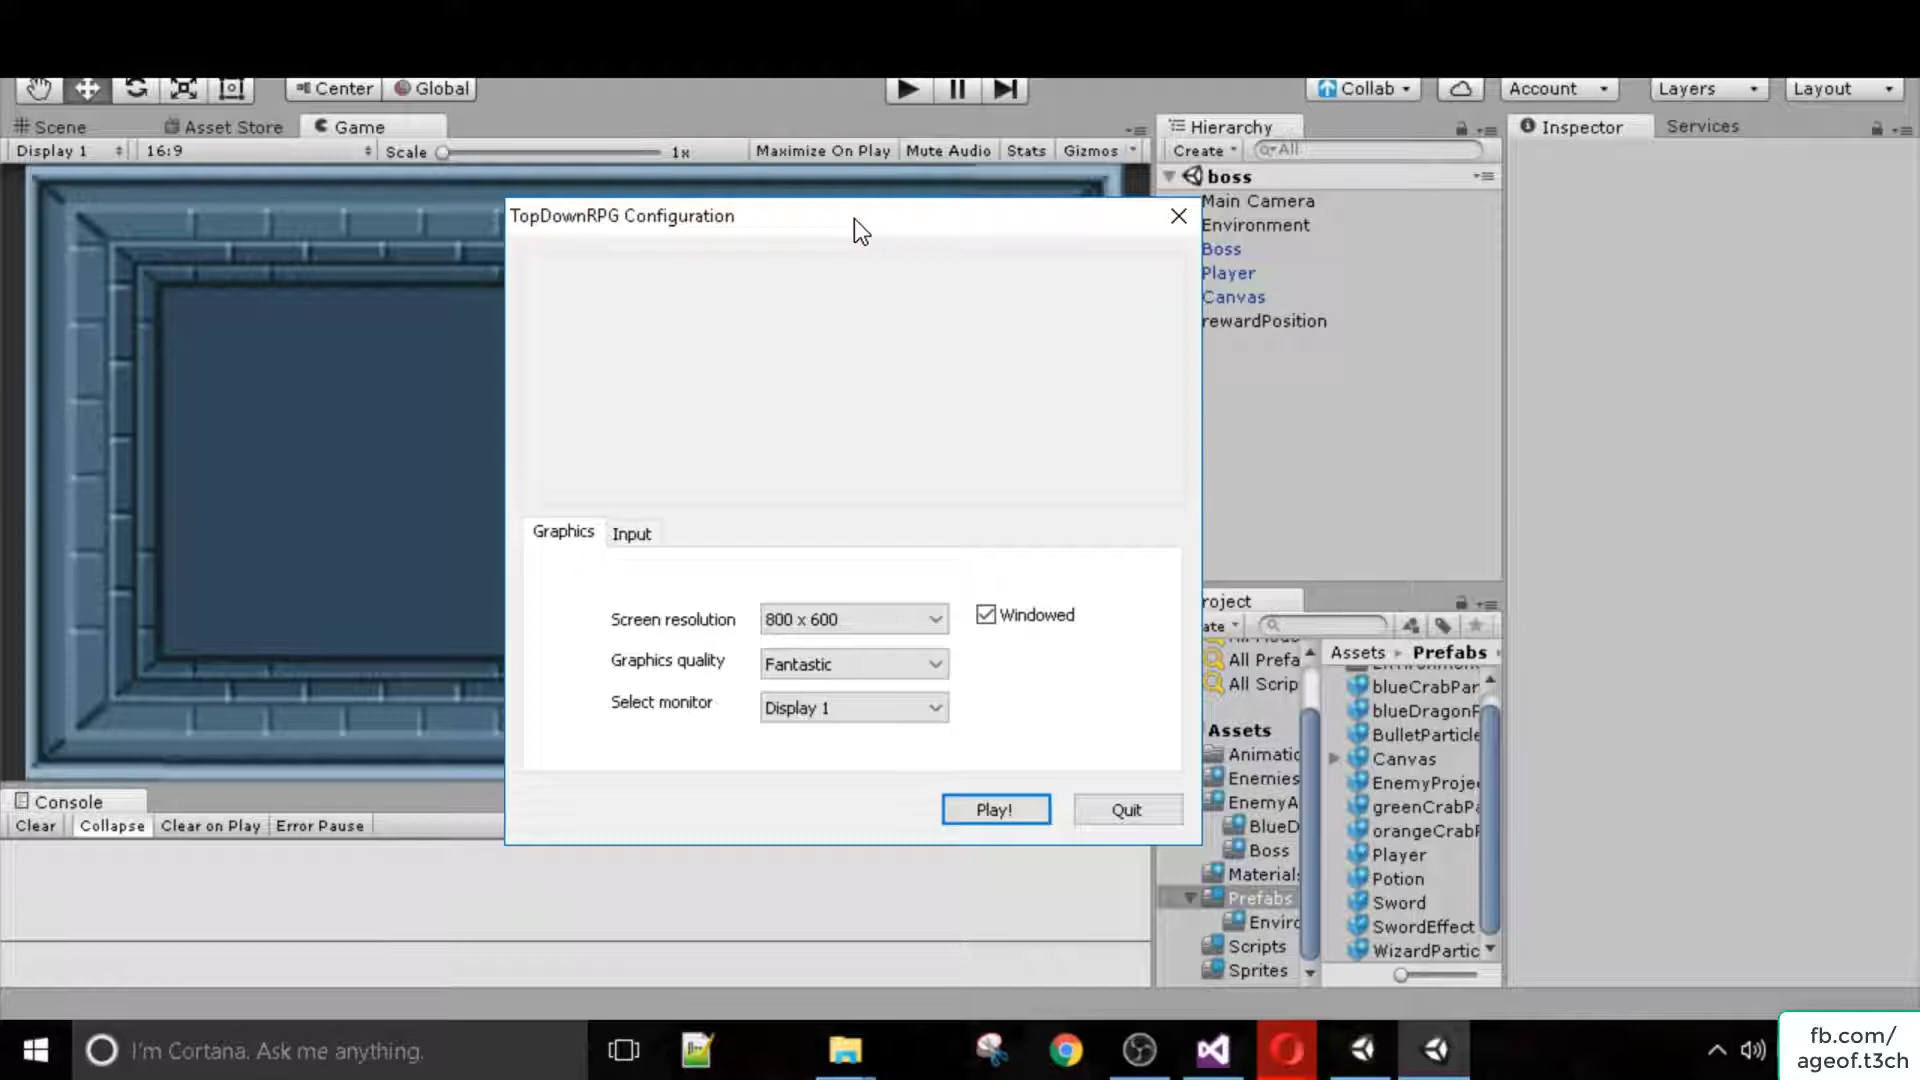 Center
Global
Collab
Account
Layers
Layout
Scene
Asset Store
Game
Hierarchy
Inspector
Services
Display 1
16:9
Scale
1x
Maximize On Play
Mute Audio
Stats
Gizmos
Create
All
boss
Main Camera
Environment
Boss
Player
Canvas
rewardPosition
TopDownRPG Configuration
Graphics
Input
Screen resolution
800 x 600
Windowed
Graphics quality
Fantastic
Select monitor
Display 1
Play!
Quit
roject
ate
All Prefa
All Scrip
Assets
Animatic
Enemies
EnemyA
BlueD
Boss
Material
Prefabs
Enviro
Scripts
Sprites
Assets
Prefabs
blueCrabPar
blueDragonF
BulletParticle
Canvas
EnemyProje
greenCrabPa
orangeCrabP
Player
Potion
Sword
SwordEffect
WizardPartic
Console
Clear
Collapse
Clear on Play
Error Pause
I'm Cortana. Ask me anything.
fb.com/
ageof.t3ch